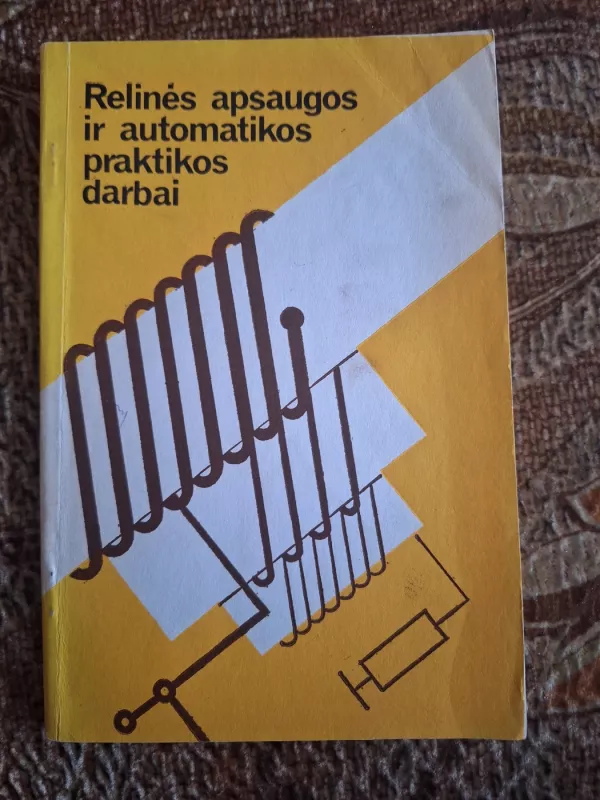 Relinės apsaugos
ir automatikos
praktikos
darbai